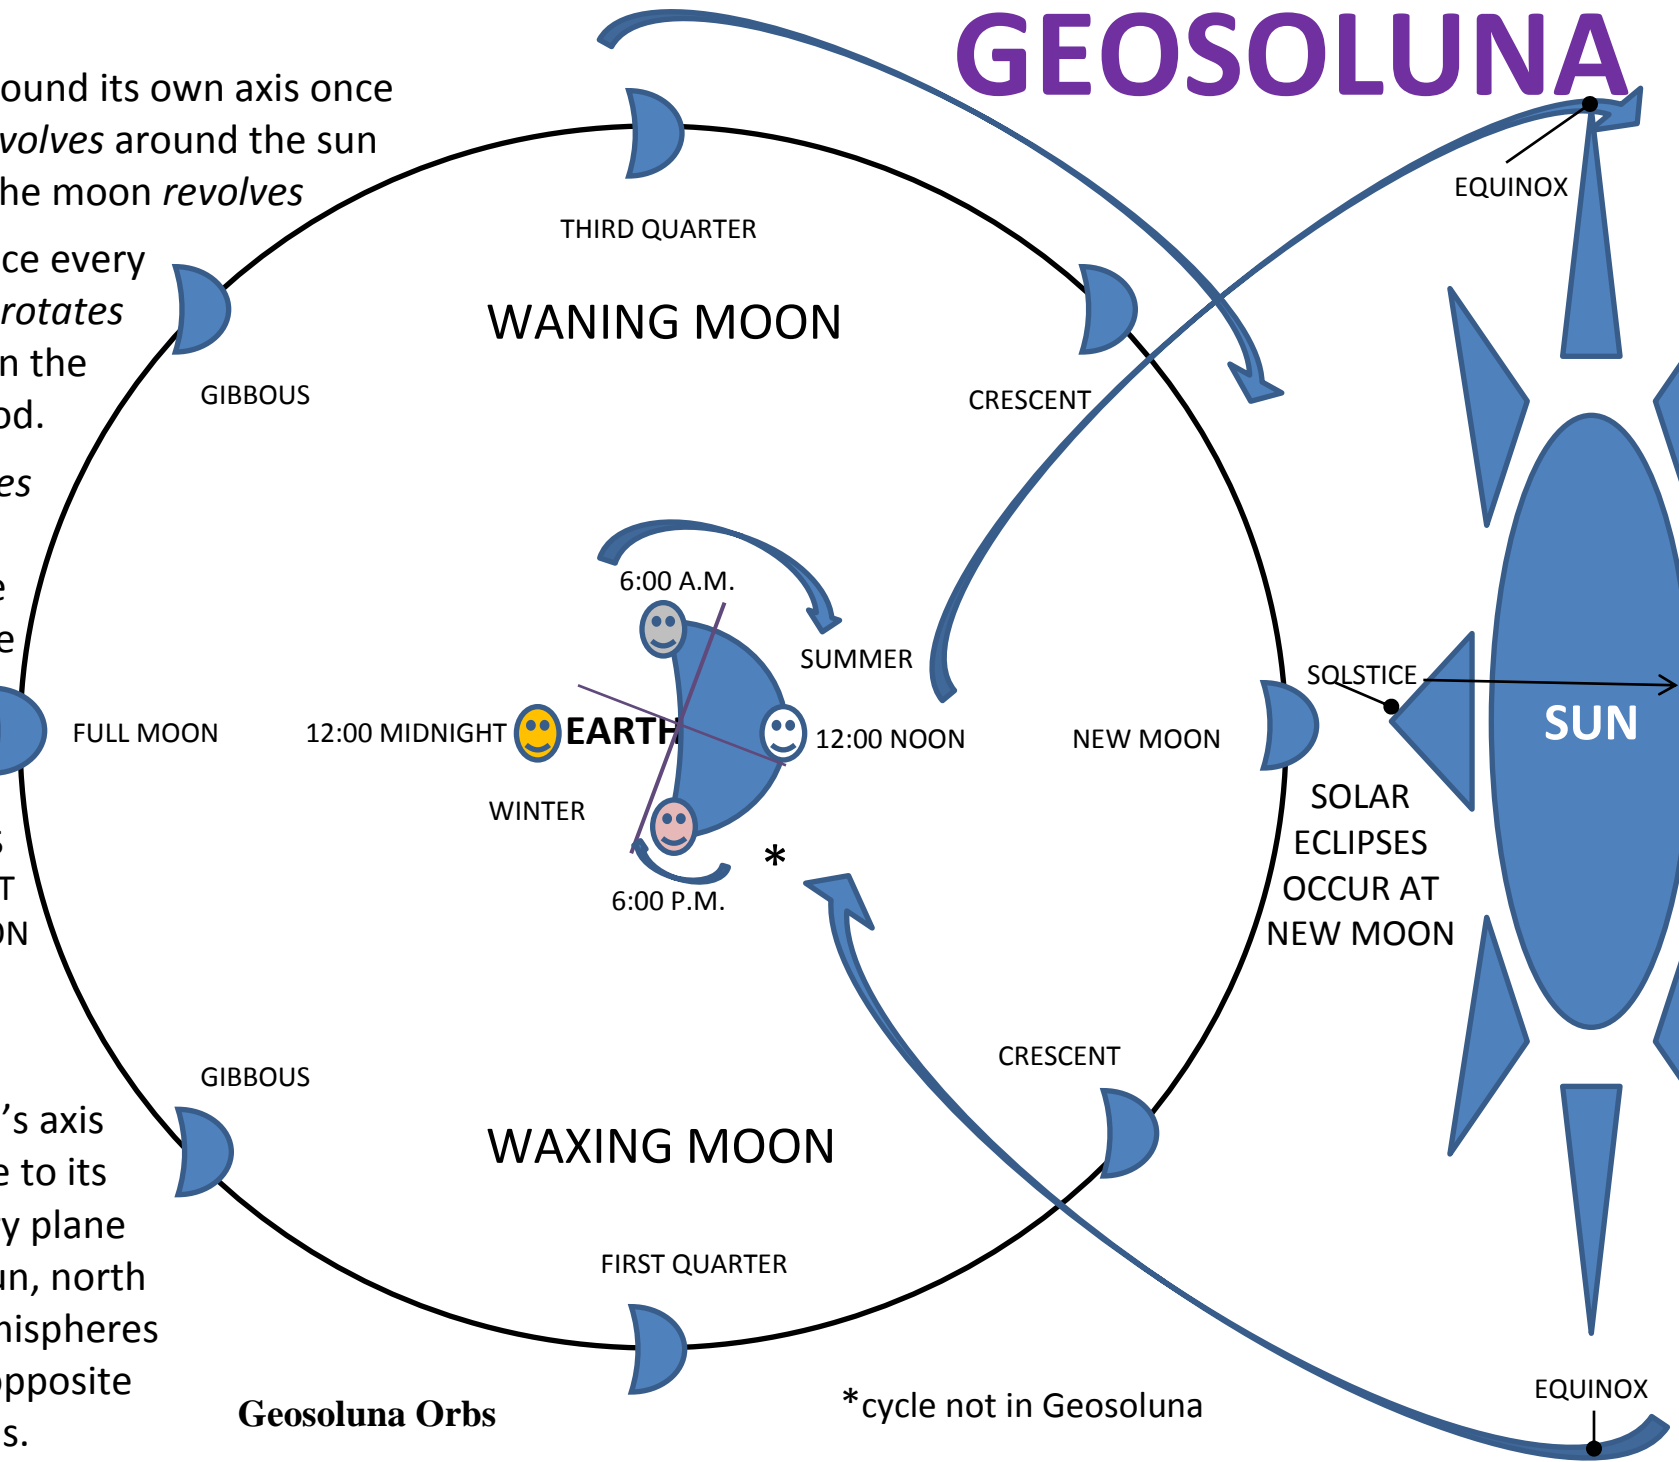 GEOSOLUNA
ound its own axis once
volves around the sun
he moon revolves
ce every
rotates
n the
od.
es
e
e
S
T
ON
's axis
e to its
y plane
un, north
nispheres
opposite
s.
THIRD QUARTER
WANING MOON
GIBBOUS
CRESCENT
EQUINOX
6:00 A.M.
SUMMER
SOLSTICE
FULL MOON
12:00 MIDNIGHT
EARTH
12:00 NOON
NEW MOON
SUN
WINTER
*
6:00 P.M.
SOLAR
ECLIPSES
OCCUR AT
NEW MOON
GIBBOUS
CRESCENT
WAXING MOON
FIRST QUARTER
EQUINOX
Geosoluna Orbs
*cycle not in Geosoluna